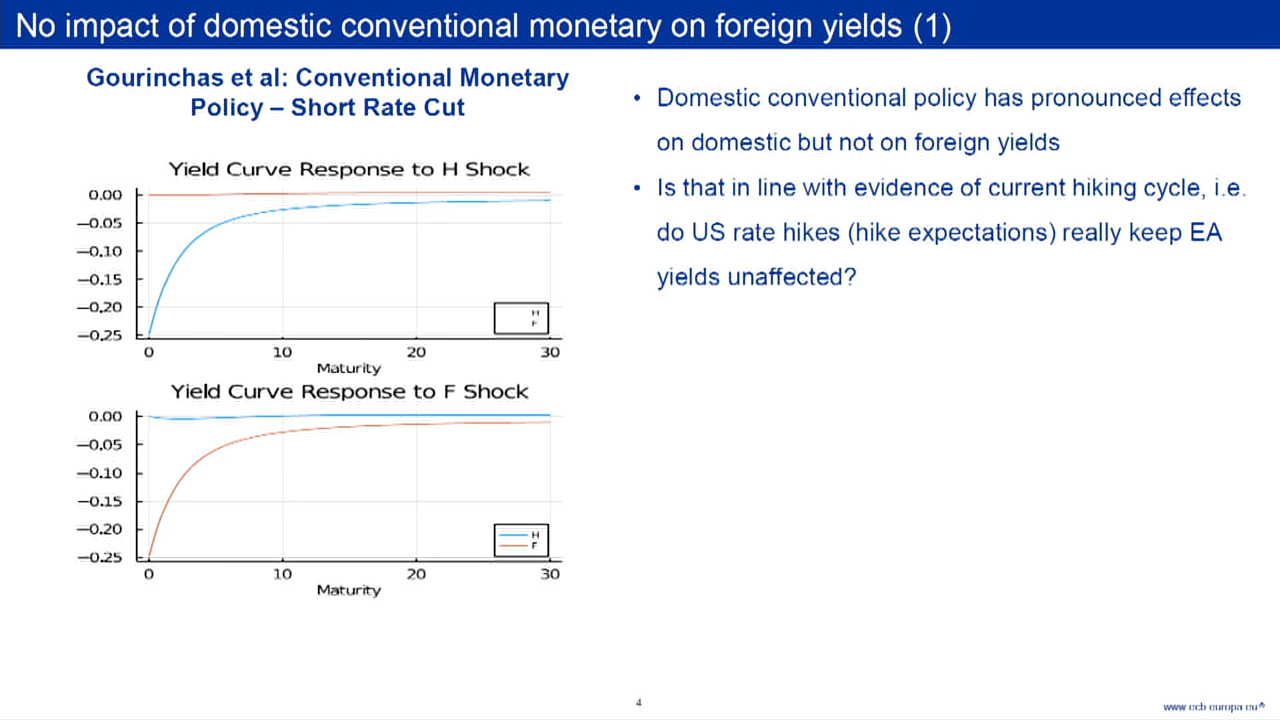 No impact of domestic conventional monetary on foreign yields (1)
Gourinchas et al: Conventional Monetary
Policy – Short Rate Cut
Yield Curve Response to H Shock
0.00
−0.05
−0.10
−0.15
−0.20
−0.25
H
F
0 10 20 30
Maturity
Yield Curve Response to F Shock
0.00
−0.05
−0.10
−0.15
−0.20
−0.25
H
F
0 10 20 30
Maturity
• Domestic conventional policy has pronounced effects
on domestic but not on foreign yields
• Is that in line with evidence of current hiking cycle, i.e.
do US rate hikes (hike expectations) really keep EA
yields unaffected?
4
www.ecb.europa.eu©